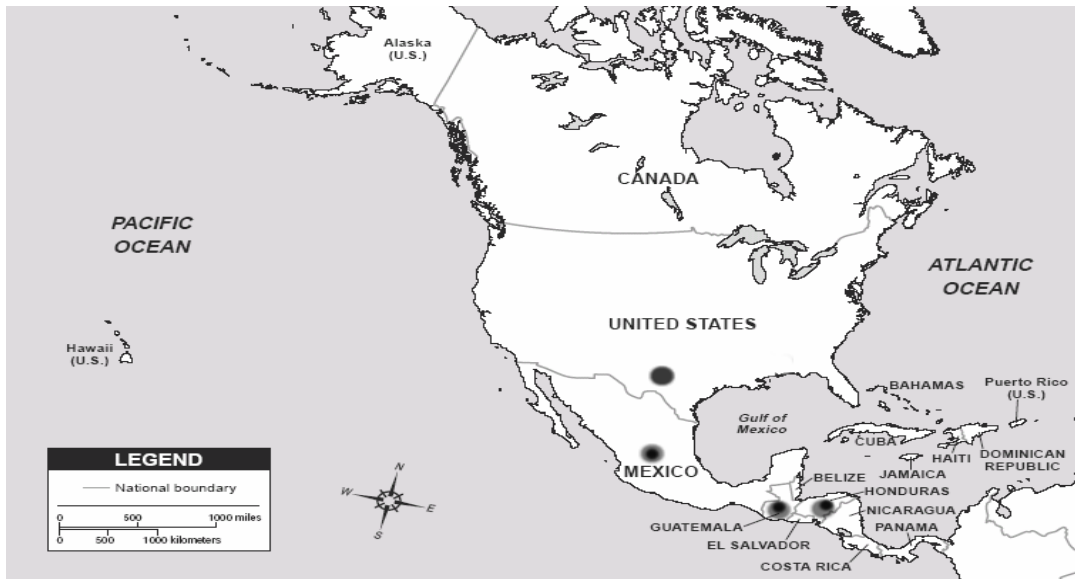 Alaska
(U.S.)
CANADA
PACIFIC
OCEAN
ATLANTIC
OCEAN
UNITED STATES
Hawaii
(U.S.)
BAHAMAS
Puerto Rico
(U.S.)
Gulf of
Mexico
CUBA
HAITI
DOMINICAN
REPUBLIC
JAMAICA
MEXICO
BELIZE
HONDURAS
NICARAGUA
GUATEMALA
PANAMA
EL SALVADOR
COSTA RICA
LEGEND
National boundary
0 500 1000 miles
0 500 1000 kilometers
N
W
E
S